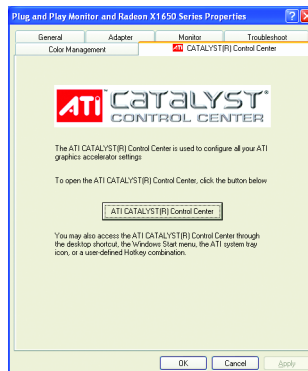 Plug and Play Monitor and Radeon X1650 Series Properties
General Adapter Monitor Troubleshoot
Color Management ATI CATALYST(R) Control Center
ATI CATALYST®
CONTROL CENTER
The ATI CATALYST(R) Control Center is used to configure all your ATI
graphics accelerator settings
To open the ATI CATALYST(R) Control Center, click the button below
ATI CATALYST(R) Control Center
You may also access the ATI CATALYST(R) Control Center through
the desktop shortcut, the Windows Start menu, the ATI system tray
icon, or a user-defined Hotkey combination.
OK Cancel Apply